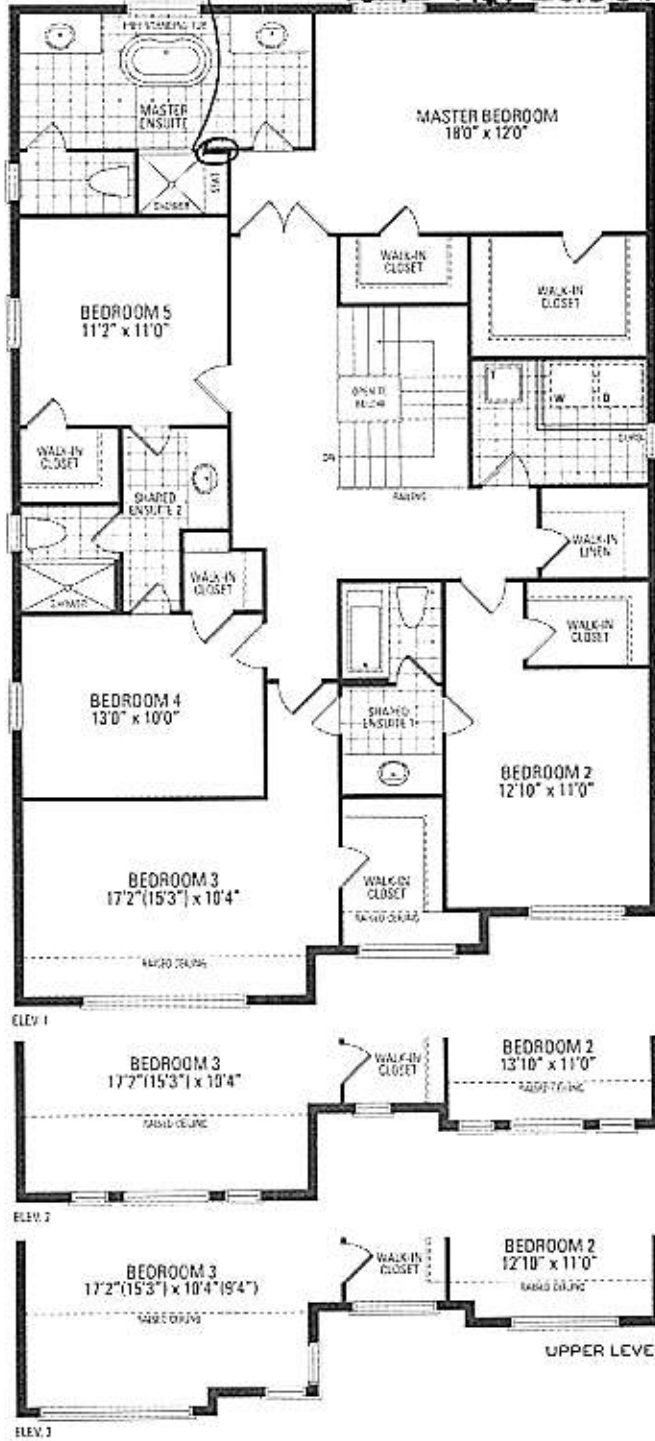 FREESTANDING TUB
MASTER
ENSUITE
MASTER BEDROOM
18'0" x 12'0"
SEAT
SHOWER
WALK-IN
CLOSET
WALK-IN
CLOSET
BEDROOM 5
11'2" x 11'0"
OPEN TO
BELOW
T
W
D
WALK-IN
CLOSET
DN
RAILING
SHARED
ENSUITE 2
WALK-IN
LINEN
WALK-IN
CLOSET
SHOWER
WALK-IN
CLOSET
BEDROOM 4
13'0" x 10'0"
SHARED
ENSUITE 1
BEDROOM 2
12'10" x 11'0"
BEDROOM 3
17'2"(15'3") x 10'4"
WALK-IN
CLOSET
RAISED CEILING
RAISED CEILING
ELEV. 1
BEDROOM 3
17'2"(15'3") x 10'4"
WALK-IN
CLOSET
BEDROOM 2
13'10" x 11'0"
RAISED CEILING
RAISED CEILING
ELEV. 2
BEDROOM 3
17'2"(15'3") x 10'4"(9'4")
WALK-IN
CLOSET
BEDROOM 2
12'10" x 11'0"
RAISED CEILING
RAISED CEILING
UPPER LEVE
ELEV. 3